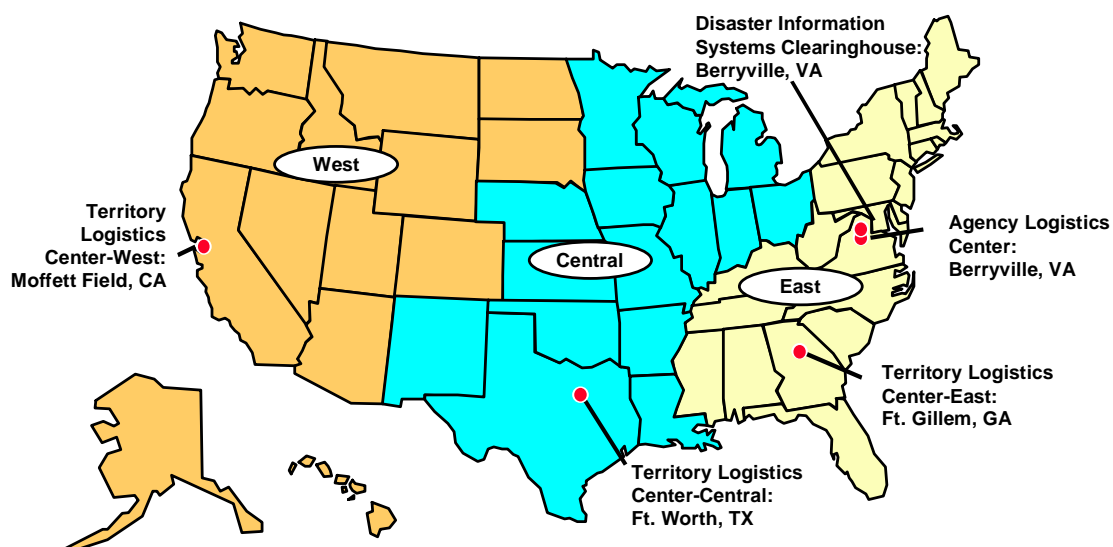 Disaster Information
Systems Clearinghouse:
Berryville, VA
West
Territory
Logistics
Center-West:
Moffett Field, CA
Agency Logistics
Center:
Berryville, VA
Central
East
Territory Logistics
Center-East:
Ft. Gillem, GA
Territory Logistics
Center-Central:
Ft. Worth, TX